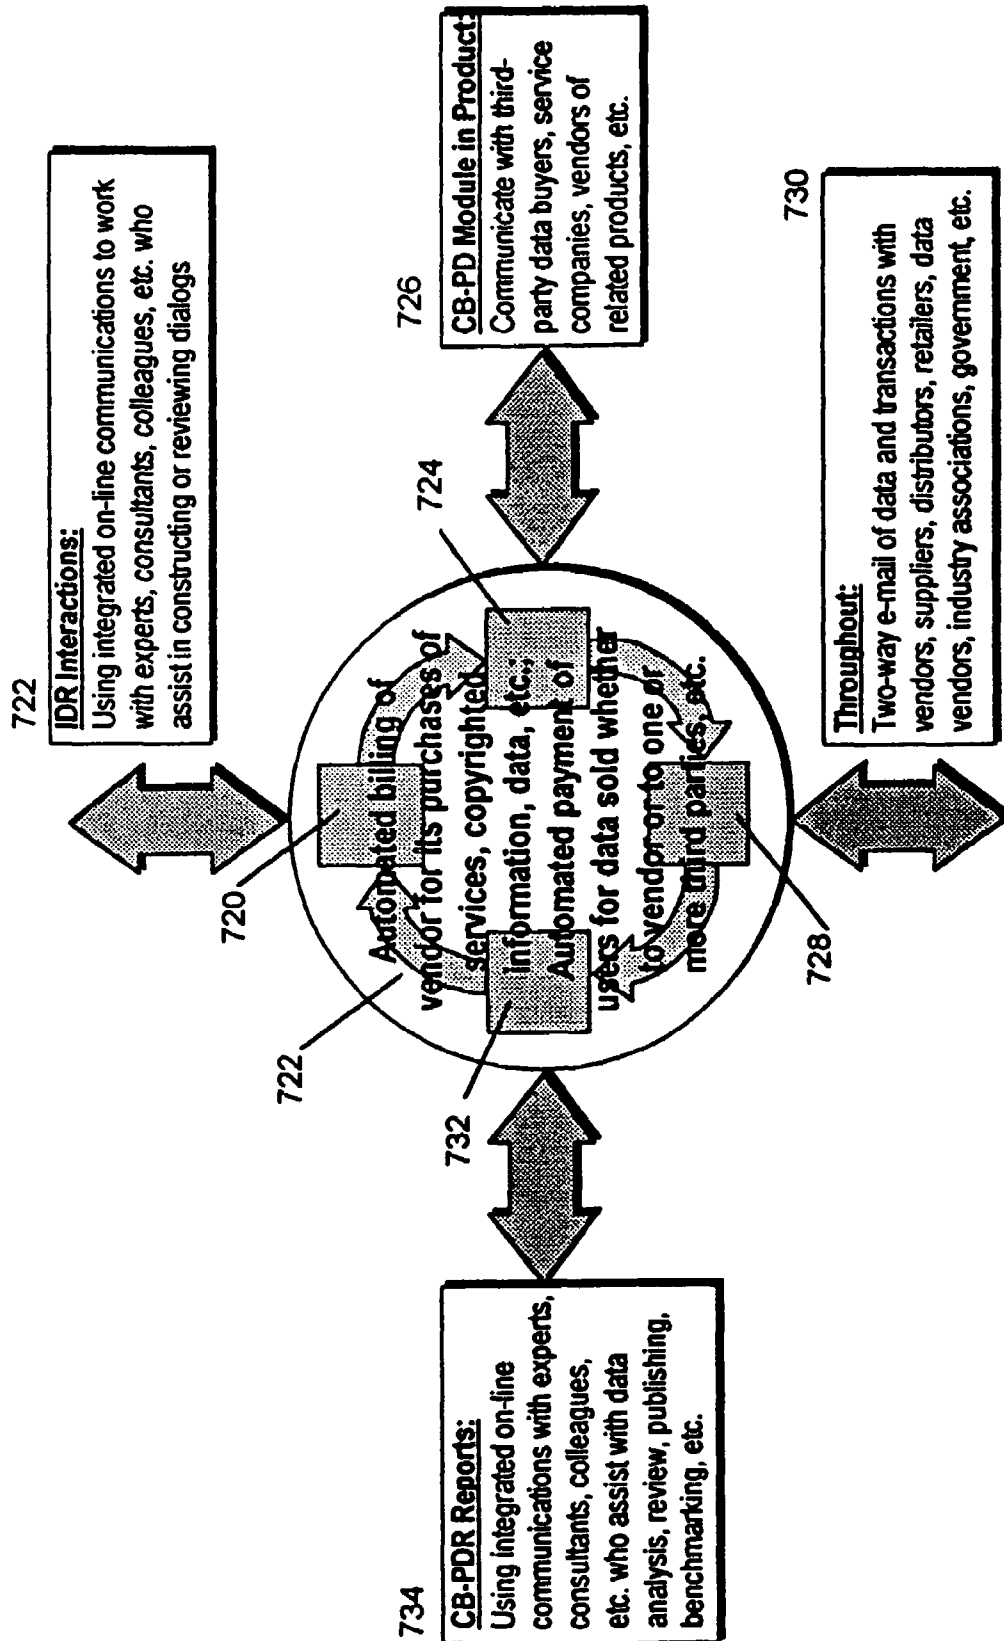 722
IDR Interactions:
Using integrated on-line communications to work
with experts, consultants, colleagues, etc. who
assist in constructing or reviewing dialogs
734
CB-PDR Reports:
Using integrated on-line
communications with experts,
consultants, colleagues,
etc. who assist with data
analysis, review, publishing,
benchmarking, etc.
720
722
732
724
728
Automated billing of
vendor for its purchases of
services, copyrighted
information, data, etc.;
Automated payment of
users for data sold whether
to vendor or to one or
more third parties, etc.
726
CB-PD Module in Product:
Communicate with third-
party data buyers, service
companies, vendors of
related products, etc.
730
Throughout:
Two-way e-mail of data and transactions with
vendors, suppliers, distributors, retailers, data
vendors, industry associations, government, etc.